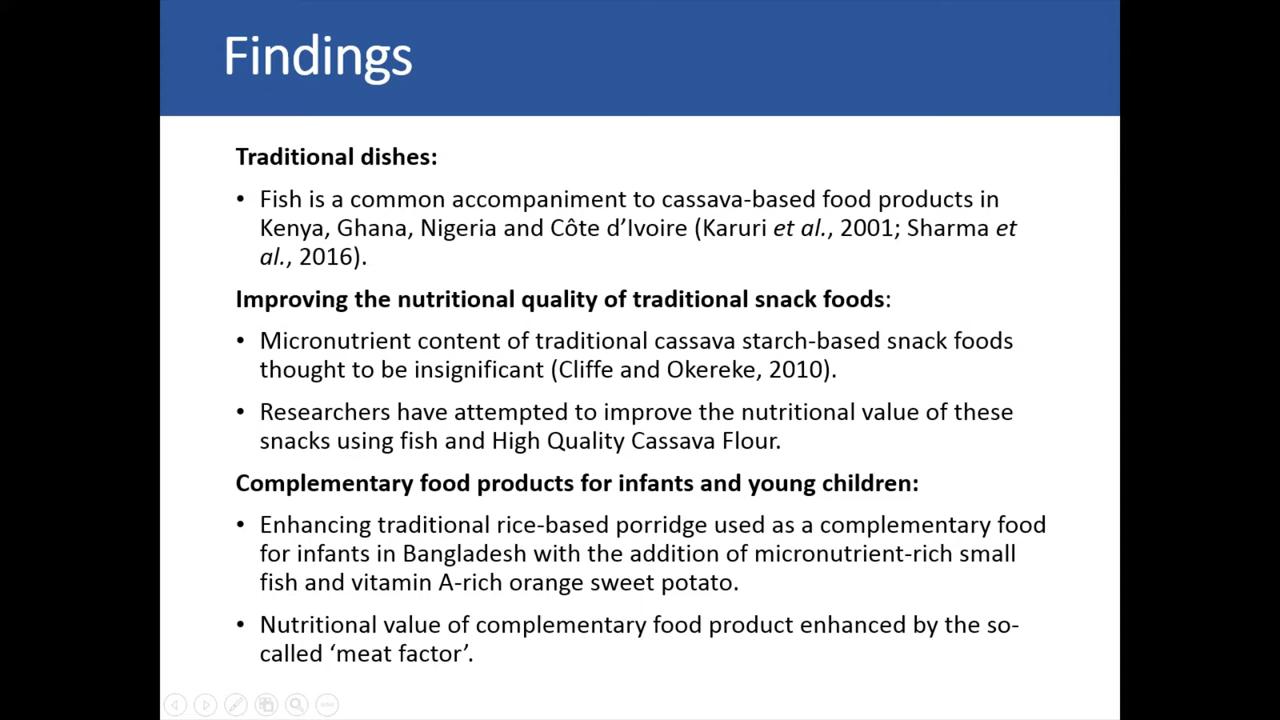 Findings
Traditional dishes:
• Fish is a common accompaniment to cassava-based food products in
Kenya, Ghana, Nigeria and Côte d’Ivoire (Karuri et al., 2001; Sharma et
al., 2016).
Improving the nutritional quality of traditional snack foods:
• Micronutrient content of traditional cassava starch-based snack foods
thought to be insignificant (Cliffe and Okereke, 2010).
• Researchers have attempted to improve the nutritional value of these
snacks using fish and High Quality Cassava Flour.
Complementary food products for infants and young children:
• Enhancing traditional rice-based porridge used as a complementary food
for infants in Bangladesh with the addition of micronutrient-rich small
fish and vitamin A-rich orange sweet potato.
• Nutritional value of complementary food product enhanced by the so-
called ‘meat factor’.